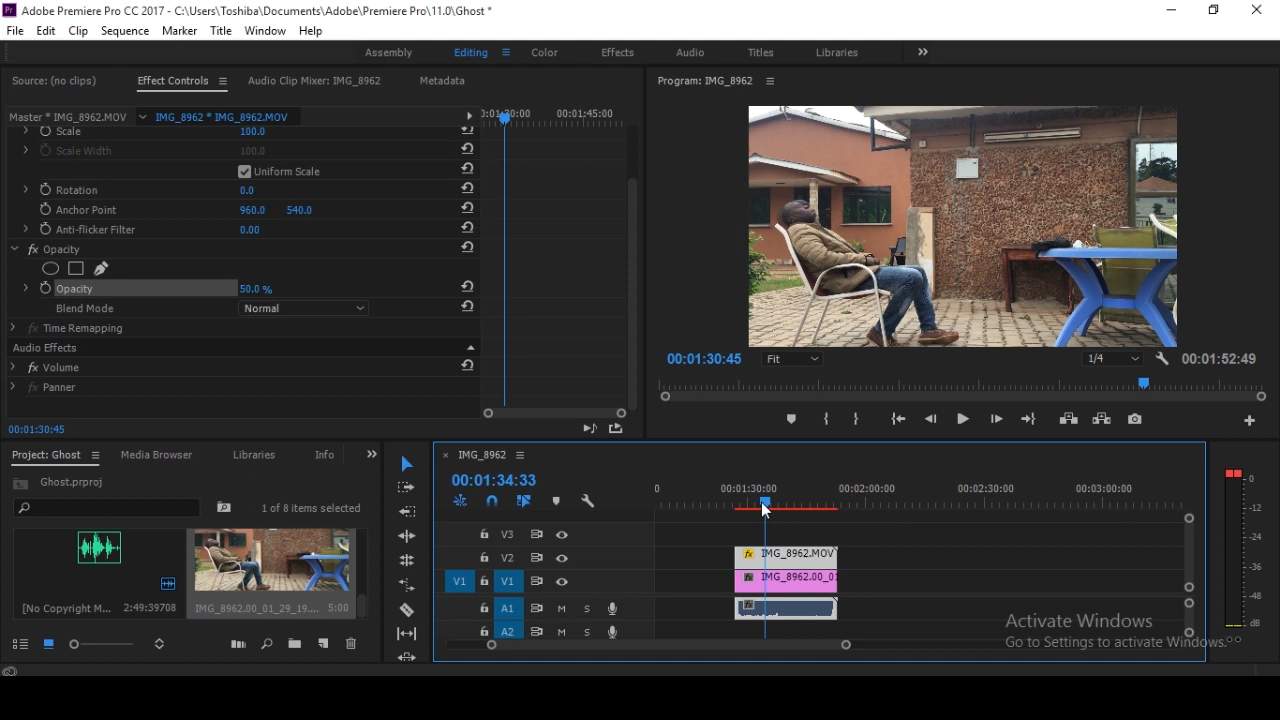 Adobe Premiere Pro CC 2017 - C:\Users\Toshiba\Documents\Adobe\Premiere Pro\11.0\Ghost *
File Edit Clip Sequence Marker Title Window Help
Assembly Editing Color Effects Audio Titles Libraries
Source: (no clips) Effect Controls Audio Clip Mixer: IMG_8962 Metadata
Program: IMG_8962
Master * IMG_8962.MOV IMG_8962 * IMG_8962.MOV
00:01:45:00
Scale 100.0
Scale Width 100.0
Uniform Scale
Rotation 0.0
Anchor Point 960.0 540.0
Anti-flicker Filter 0.00
fx Opacity
Opacity 50.0 %
Blend Mode Normal
fx Time Remapping
Audio Effects
fx Volume
fx Panner
00:01:30:45
00:01:30:45 Fit 1/4 00:01:52:49
Project: Ghost Media Browser Libraries Info
Ghost.prproj
1 of 8 items selected
[No Copyright M... 2:49:39708
IMG_8962.00_01_29_19.... 5:00
× IMG_8962
00:01:34:33
0 00:01:30:00 00:02:00:00 00:02:30:00 00:03:00:00
V3
V2 fx IMG_8962.MOV
V1 V1 fx IMG_8962.00_01
A1 M S
A2 M S
0
-12
-24
-36
-48
dB
Activate Windows
Go to Settings to activate Windows.